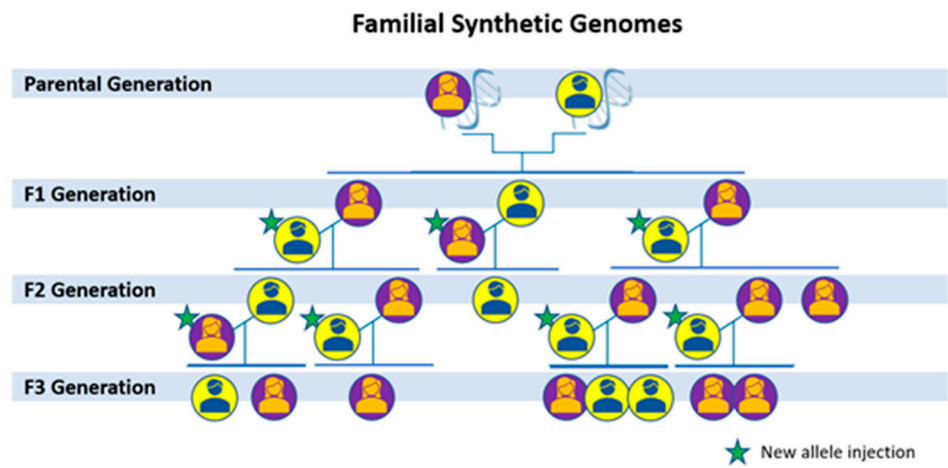 Familial Synthetic Genomes
Parental Generation
F1 Generation
F2 Generation
F3 Generation
New allele injection